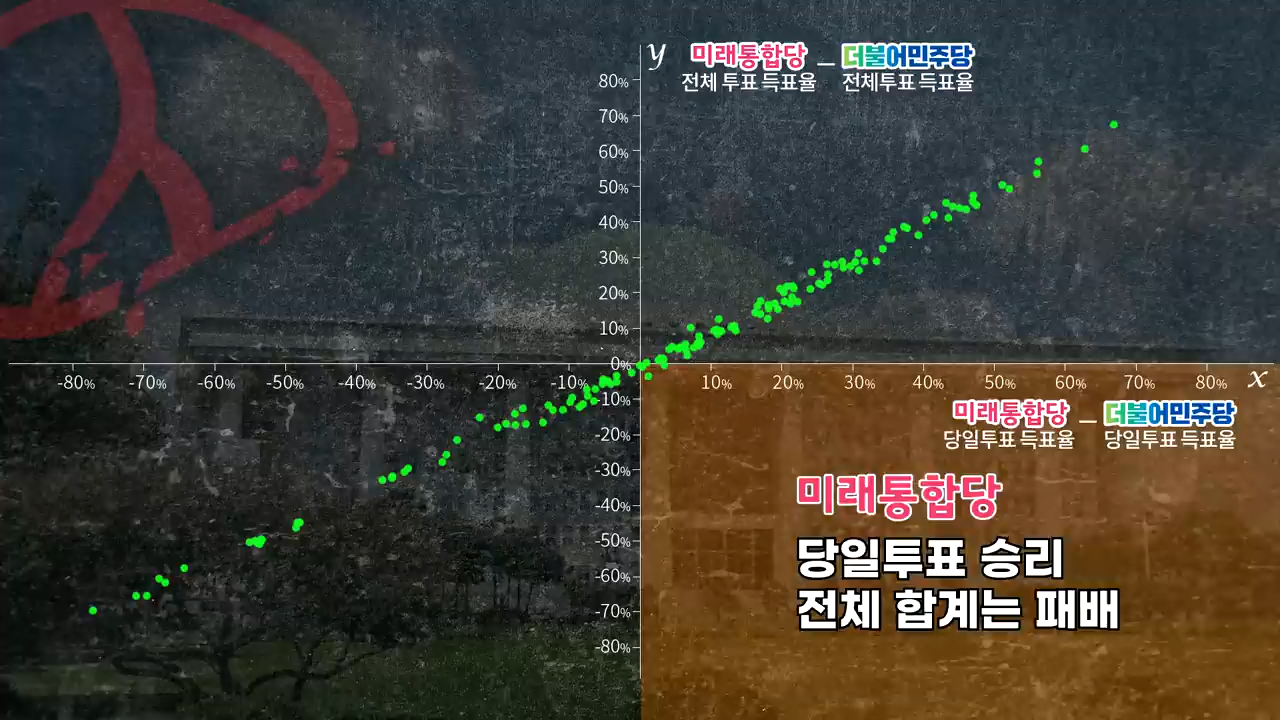 y
미래통합당 – 더불어민주당
전체 투표 득표율 전체투표 득표율
80%
70%
60%
50%
40%
30%
20%
10%
0%
-80% -70% -60% -50% -40% -30% -20% -10% 10% 20% 30% 40% 50% 60% 70% 80% x
-10%
-20%
-30%
-40%
-50%
-60%
-70%
-80%
미래통합당 – 더불어민주당
당일투표 득표율 당일투표 득표율
미래통합당
당일투표 승리
전체 합계는 패배